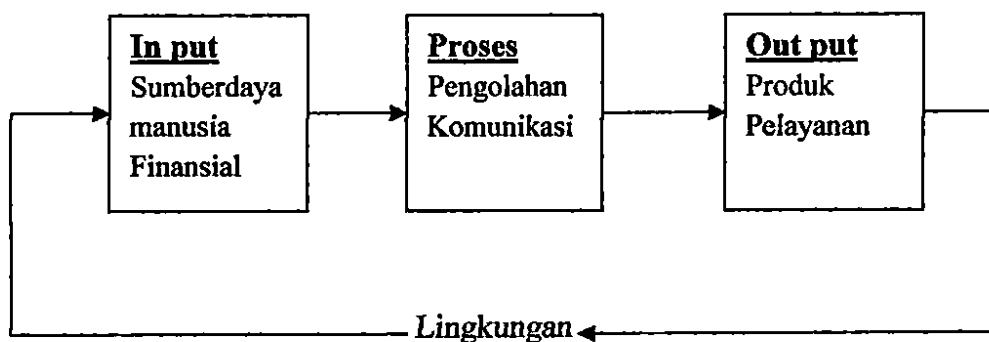 In put
Sumberdaya
manusia
Finansial
Proses
Pengolahan
Komunikasi
Out put
Produk
Pelayanan
Lingkungan